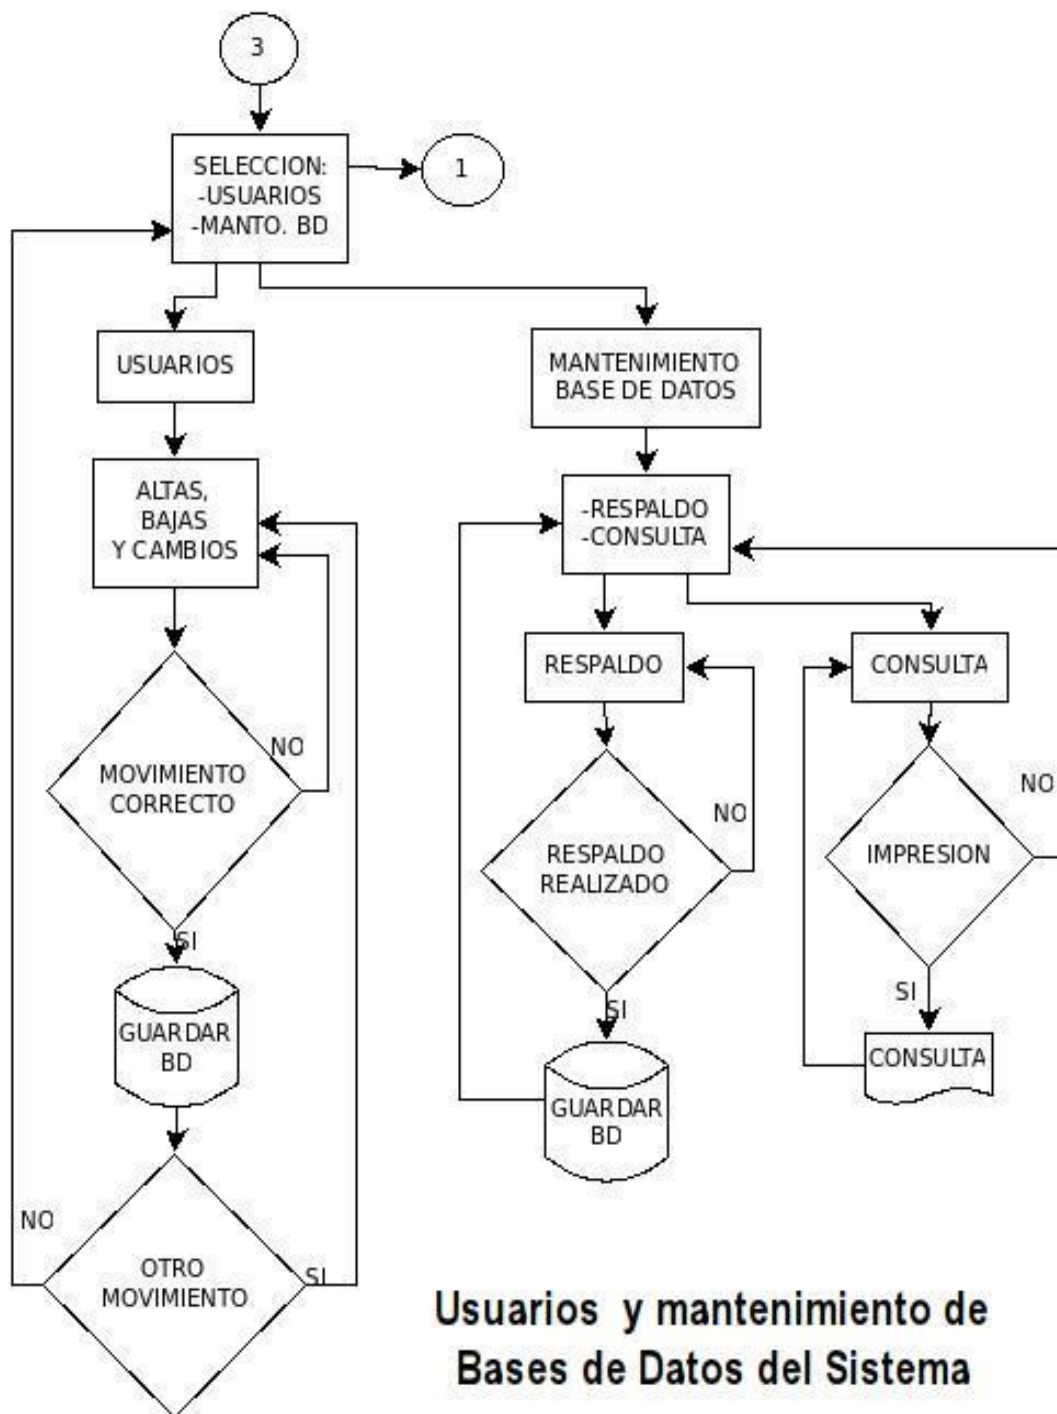 3
SELECCION:
-USUARIOS
-MANTO. BD
1
USUARIOS
MANTENIMIENTO
BASE DE DATOS
ALTAS,
BAJAS
Y CAMBIOS
-RESPALDO
-CONSULTA
RESPALDO
CONSULTA
MOVIMIENTO
CORRECTO
NO
RESPALDO
REALIZADO
NO
IMPRESION
NO
SI
GUARDAR
BD
SI
GUARDAR
BD
SI
CONSULTA
OTRO
MOVIMIENTO
NO
SI
Usuarios y mantenimiento de
Bases de Datos del Sistema